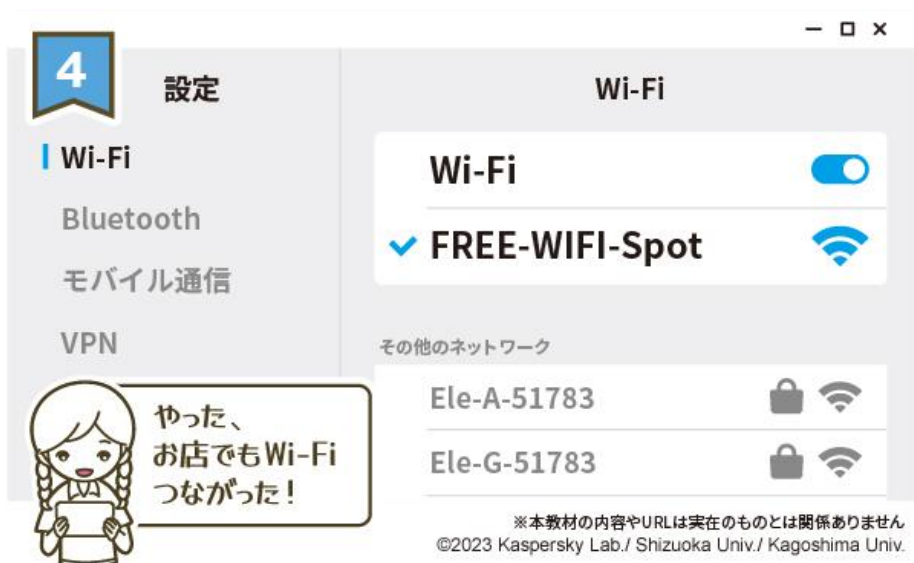 4
設定
Wi-Fi
Bluetooth
モバイル通信
VPN
Wi-Fi
Wi-Fi
FREE-WIFI-Spot
その他のネットワーク
Ele-A-51783
Ele-G-51783
やった、
お店でもWi-Fi
つながった！
※本教材の内容やURLは実在のものとは関係ありません
©2023 Kaspersky Lab./ Shizuoka Univ./ Kagoshima Univ.